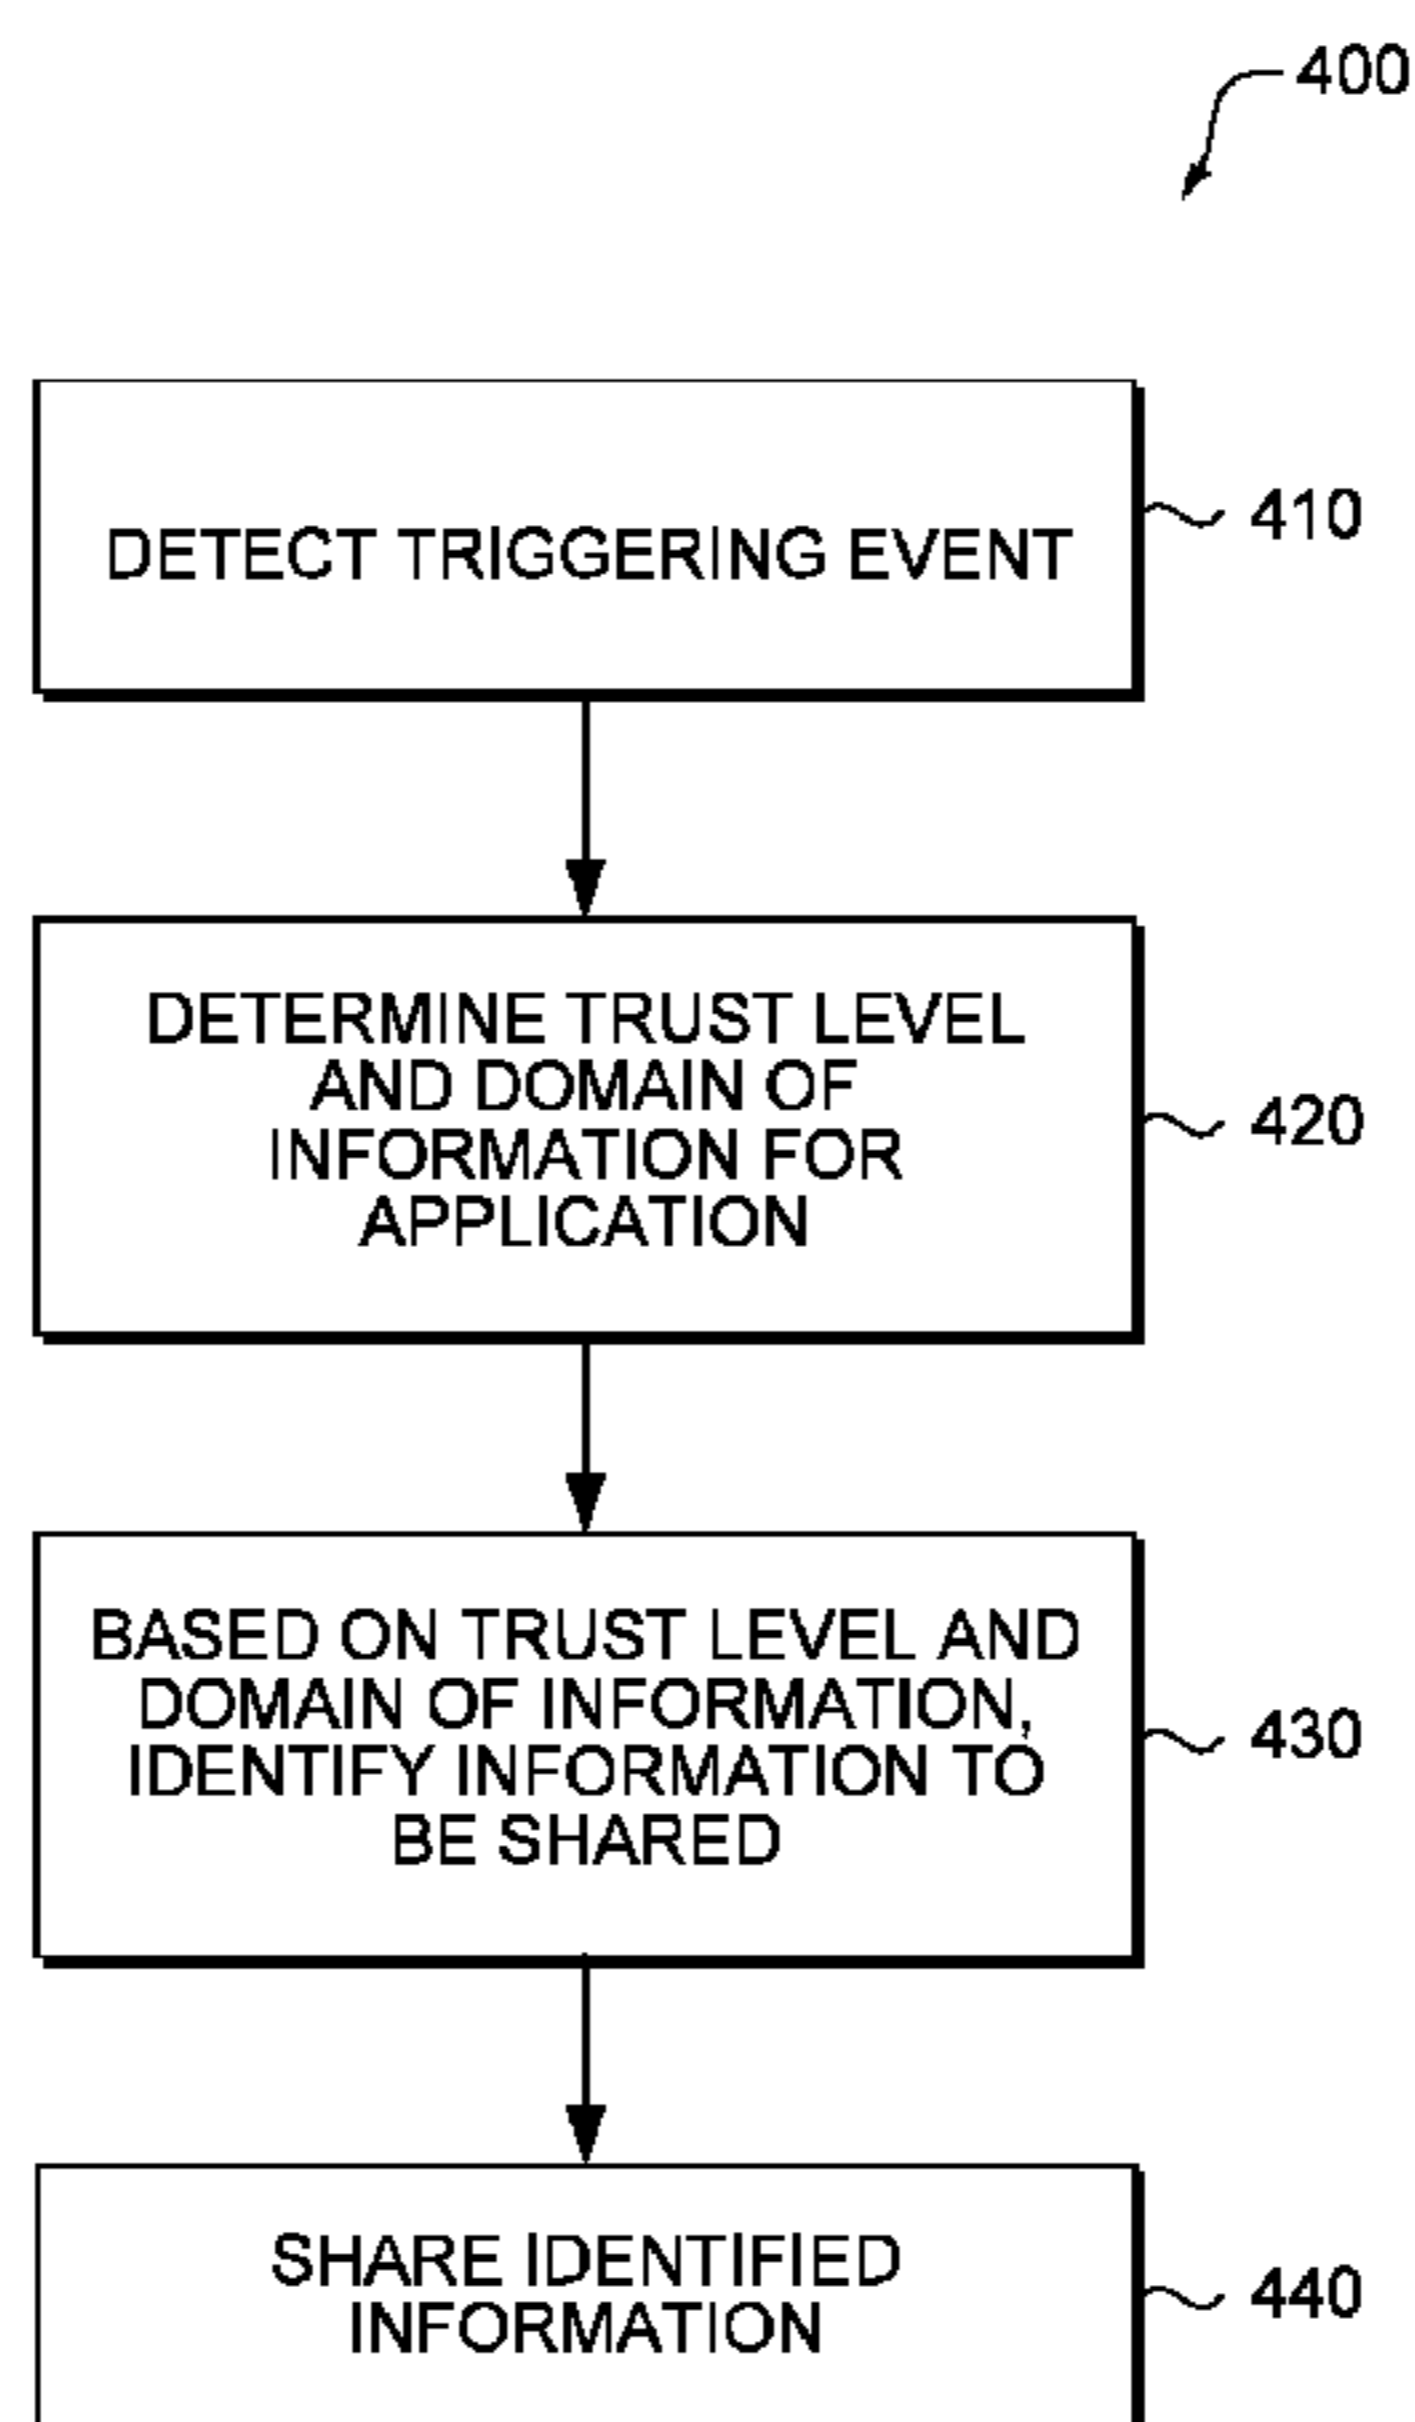 400
DETECT TRIGGERING EVENT
410
DETERMINE TRUST LEVEL
AND DOMAIN OF
INFORMATION FOR
APPLICATION
420
BASED ON TRUST LEVEL AND
DOMAIN OF INFORMATION,
IDENTIFY INFORMATION TO
BE SHARED
430
SHARE IDENTIFIED
INFORMATION
440